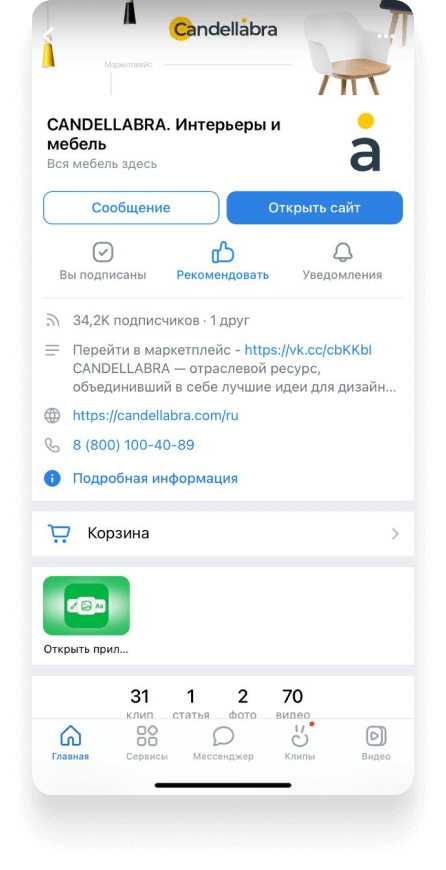 Candellabra
Маркетплейс
CANDELLABRA. Интерьеры и
мебель
Вся мебель здесь
a
Сообщение
Открыть сайт
Вы подписаны
Рекомендовать
Уведомления
34,2K подписчиков · 1 друг
Перейти в маркетплейс - https://vk.cc/cbKKbl
CANDELLABRA — отраслевой ресурс,
объединивший в себе лучшие идеи для дизайн...
https://candellabra.com/ru
8 (800) 100-40-89
Подробная информация
Корзина
Aa
Открыть прил...
31 1 2 70
клип статья фото видео
Главная Сервисы Мессенджер Клипы Видео